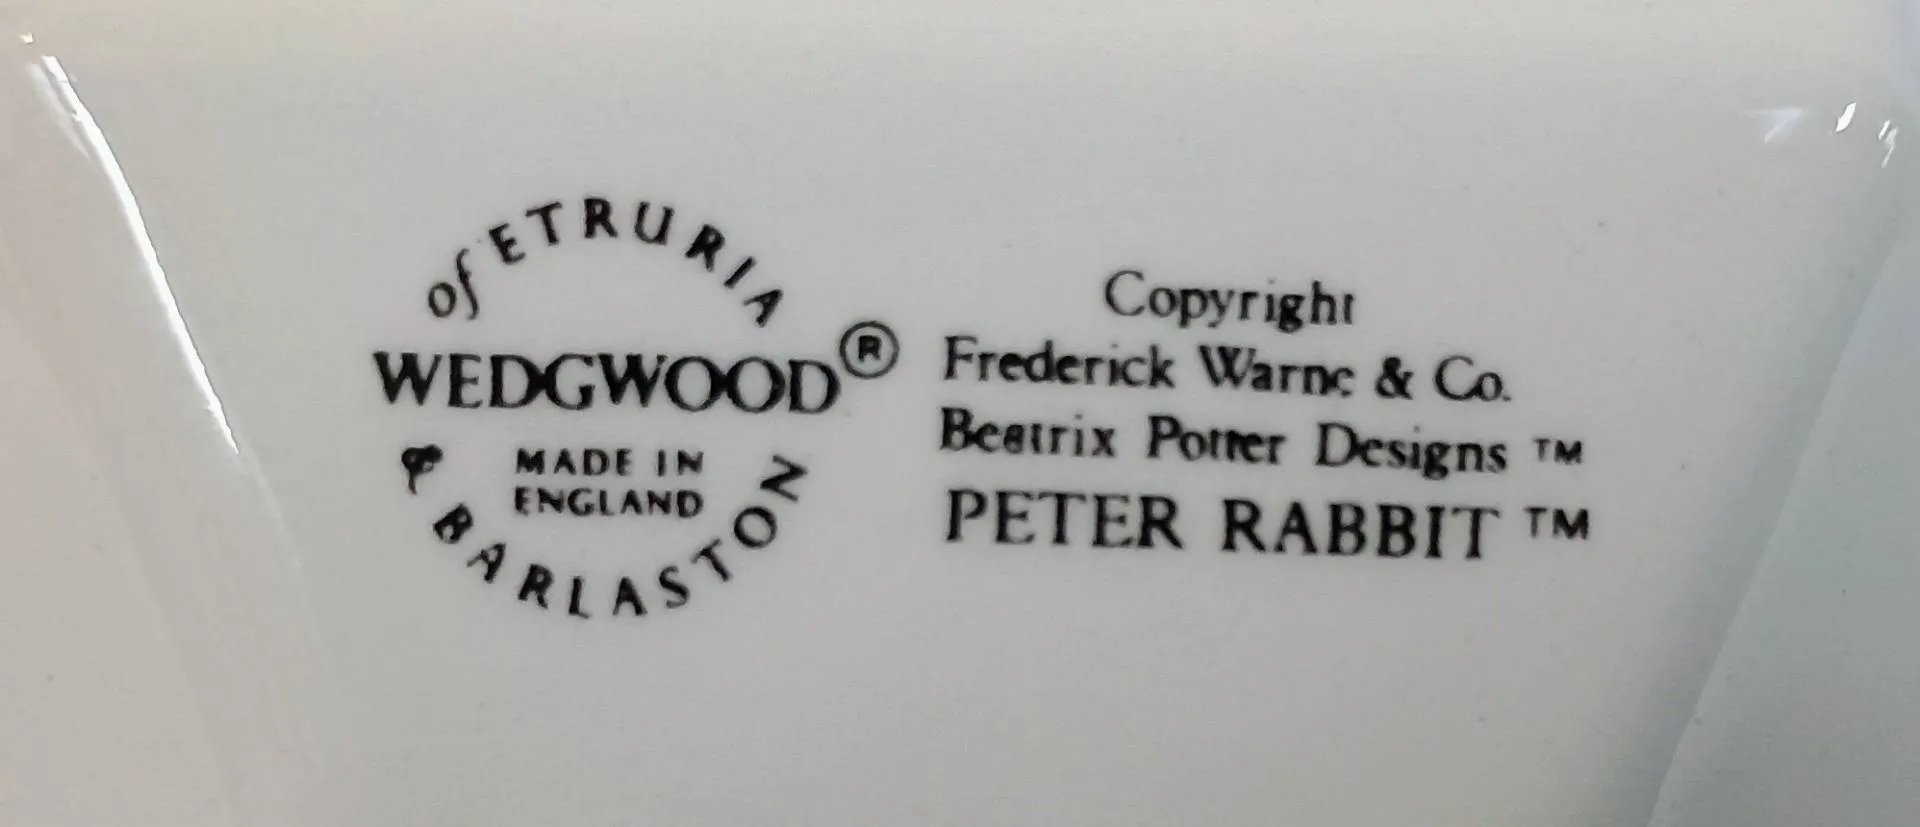 of ETRURIA
WEDGWOOD®
MADE IN
ENGLAND
& BARLASTON
Copyright
Frederick Warne & Co.
Beatrix Potter Designs ™
PETER RABBIT ™